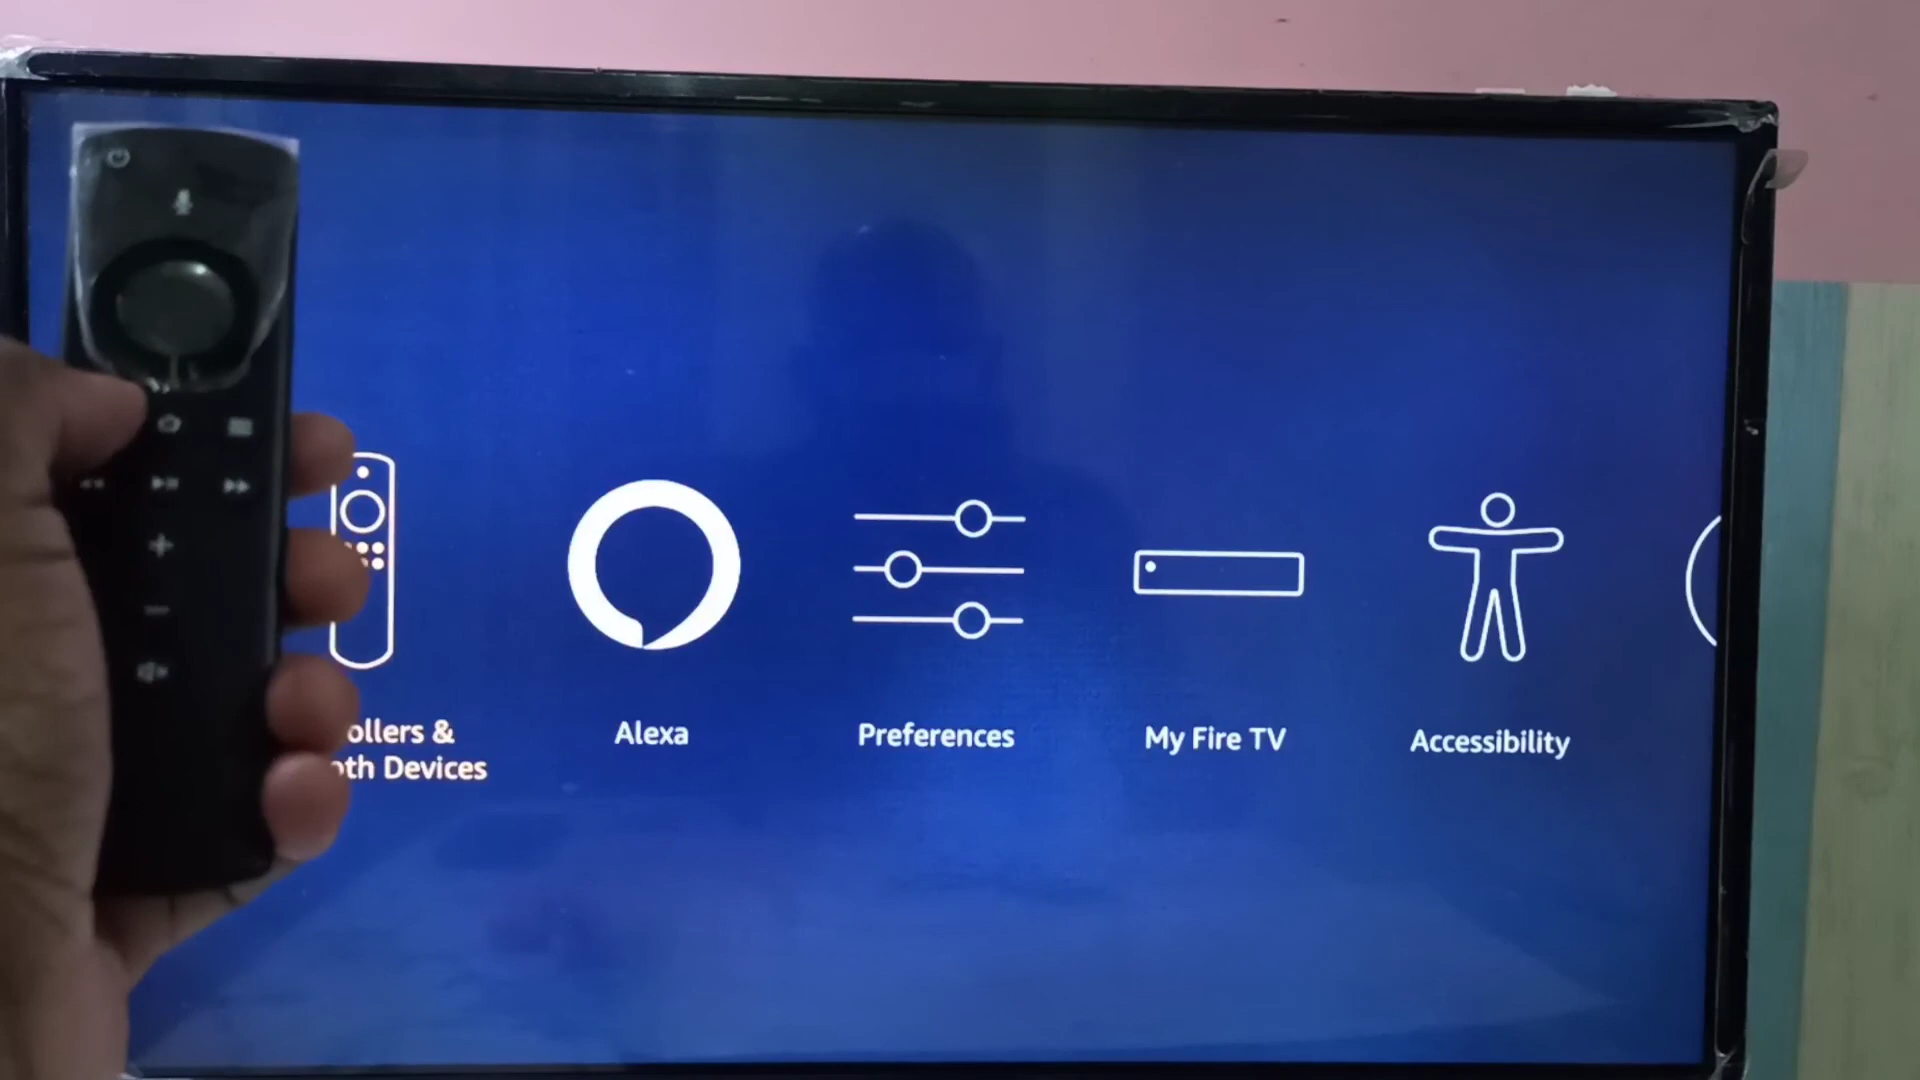 ollers &
oth Devices
Alexa
Preferences
My Fire TV
Accessibility